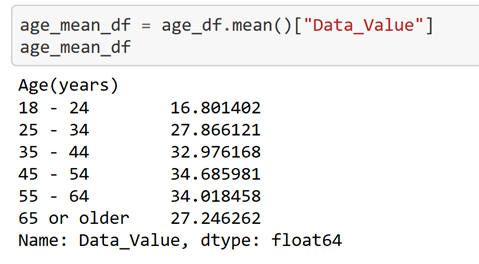 age_mean_df = age_df.mean()["Data_Value"]
age_mean_df
Age(years)
18 - 24 16.801402
25 - 34 27.866121
35 - 44 32.976168
45 - 54 34.685981
55 - 64 34.018458
65 or older 27.246262
Name: Data_Value, dtype: float64